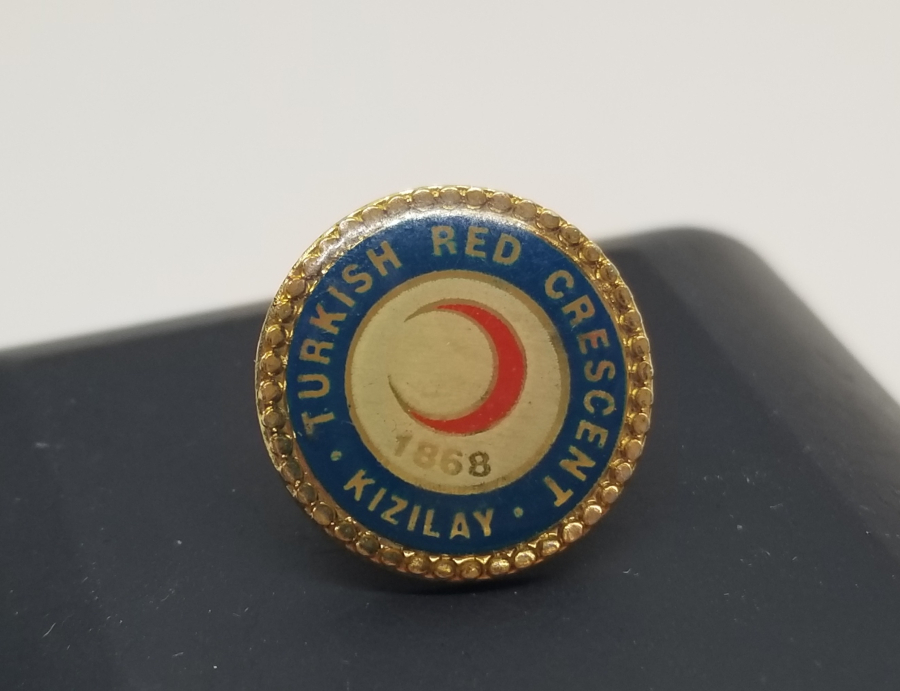 TURKISH RED CRESCENT
1868
· KIZILAY ·